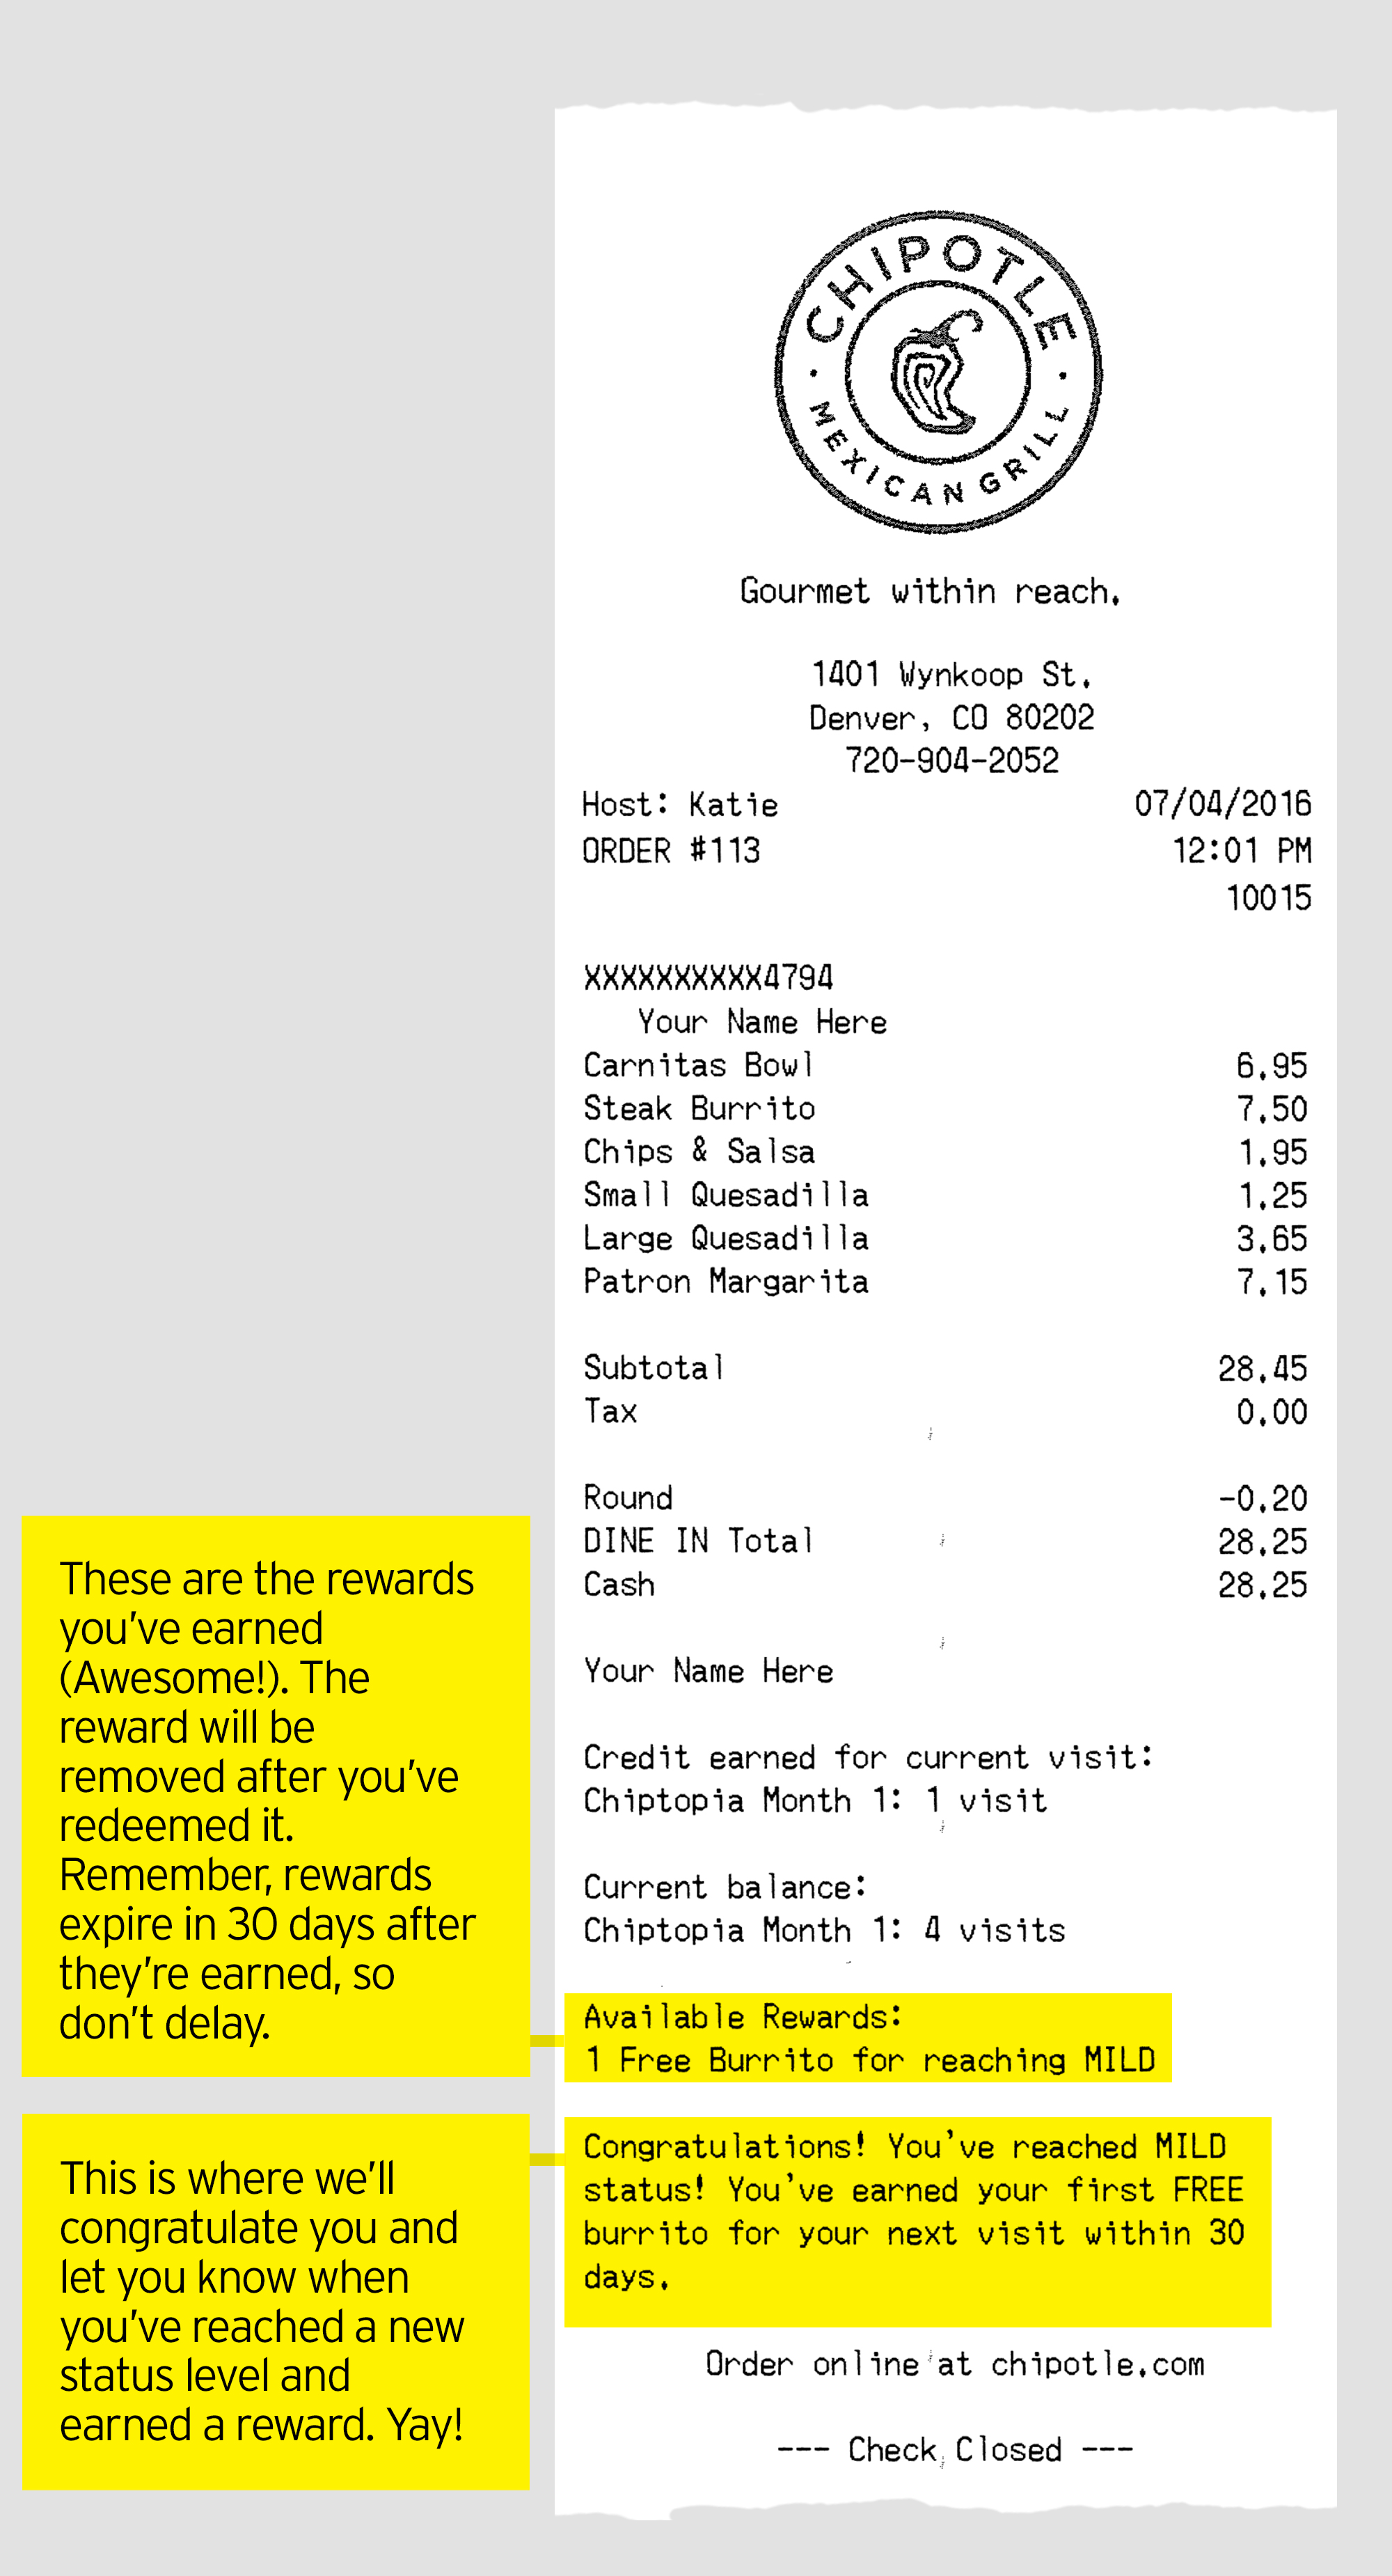 CHIPOTLE
MEXICAN GRILL
Gourmet within reach.
1401 Wynkoop St.
Denver, CO 80202
720-904-2052
Host: Katie 07/04/2016
ORDER #113 12:01 PM
10015
XXXXXXXXXX4794
Your Name Here
Carnitas Bowl 6.95
Steak Burrito 7.50
Chips & Salsa 1.95
Small Quesadilla 1.25
Large Quesadilla 3.65
Patron Margarita 7.15
Subtotal 28.45
Tax 0.00
Round -0.20
DINE IN Total 28.25
Cash 28.25
Your Name Here
Credit earned for current visit:
Chiptopia Month 1: 1 visit
Current balance:
Chiptopia Month 1: 4 visits
Available Rewards:
1 Free Burrito for reaching MILD
Congratulations! You've reached MILD
status! You've earned your first FREE
burrito for your next visit within 30
days.
Order online at chipotle.com
--- Check Closed ---
These are the rewards
you've earned
(Awesome!). The
reward will be
removed after you've
redeemed it.
Remember, rewards
expire in 30 days after
they're earned, so
don't delay.
This is where we'll
congratulate you and
let you know when
you've reached a new
status level and
earned a reward. Yay!